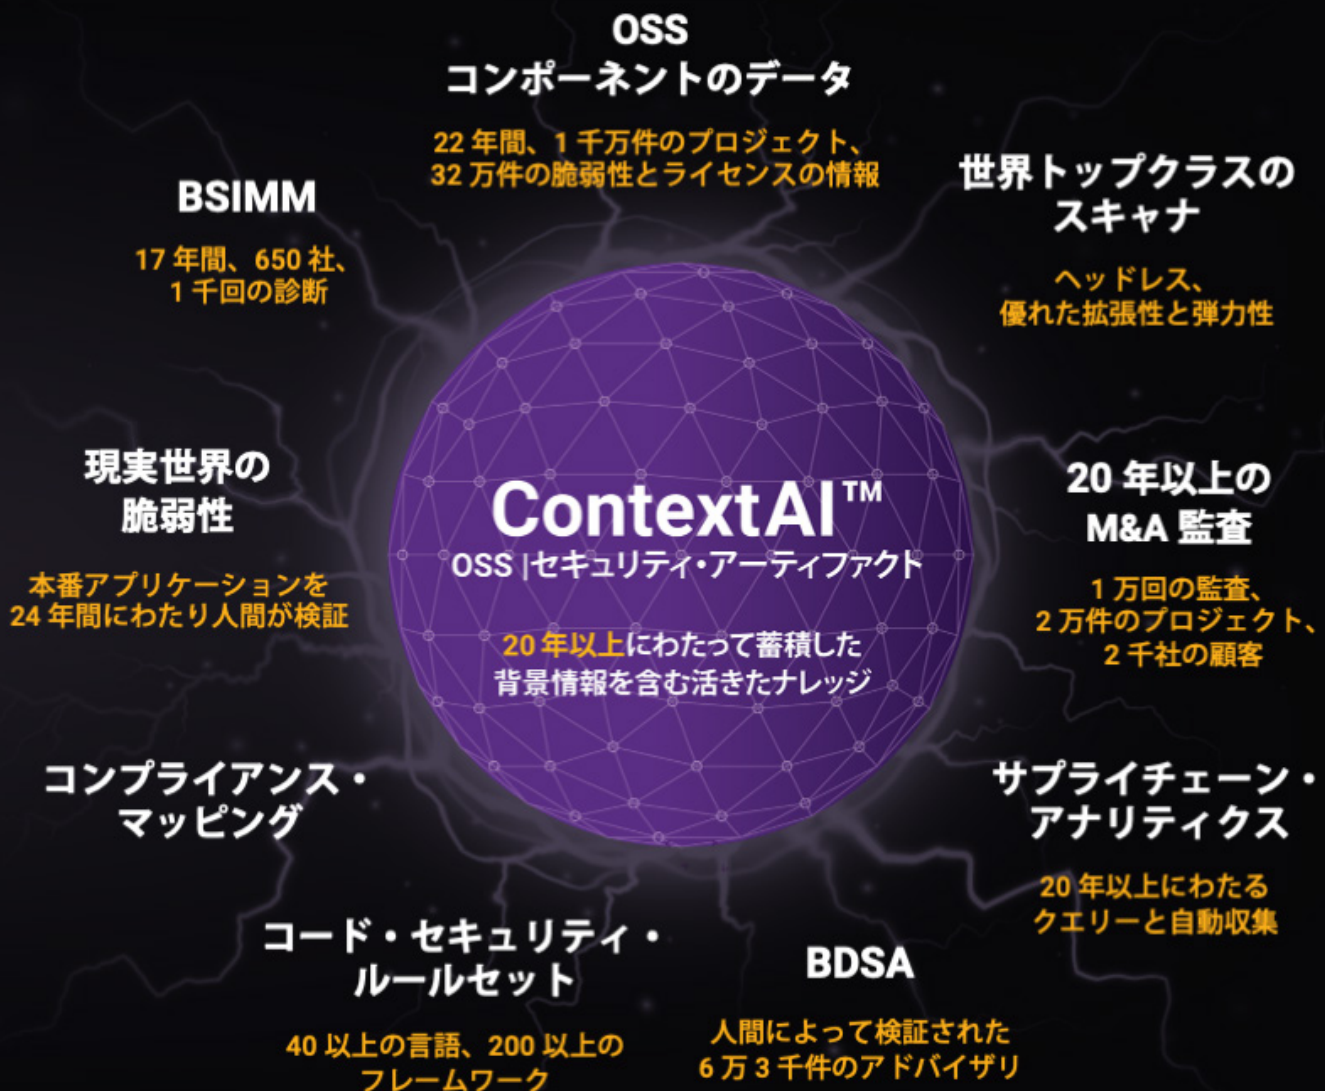 OSS
コンポーネントのデータ
22 年間、1 千万件のプロジェクト、
32 万件の脆弱性とライセンスの情報
世界トップクラスの
スキャナ
ヘッドレス、
優れた拡張性と弾力性
BSIMM
17 年間、650 社、
1 千回の診断
現実世界の
脆弱性
本番アプリケーションを
24 年間にわたり人間が検証
ContextAI™
OSS |セキュリティ・アーティファクト
20 年以上にわたって蓄積した
背景情報を含む活きたナレッジ
20 年以上の
M&A 監査
1 万回の監査、
2 万件のプロジェクト、
2 千社の顧客
コンプライアンス・
マッピング
サプライチェーン・
アナリティクス
20 年以上にわたる
クエリーと自動収集
コード・セキュリティ・
ルールセット
40 以上の言語、200 以上の
フレームワーク
BDSA
人間によって検証された
6 万 3 千件のアドバイザリ